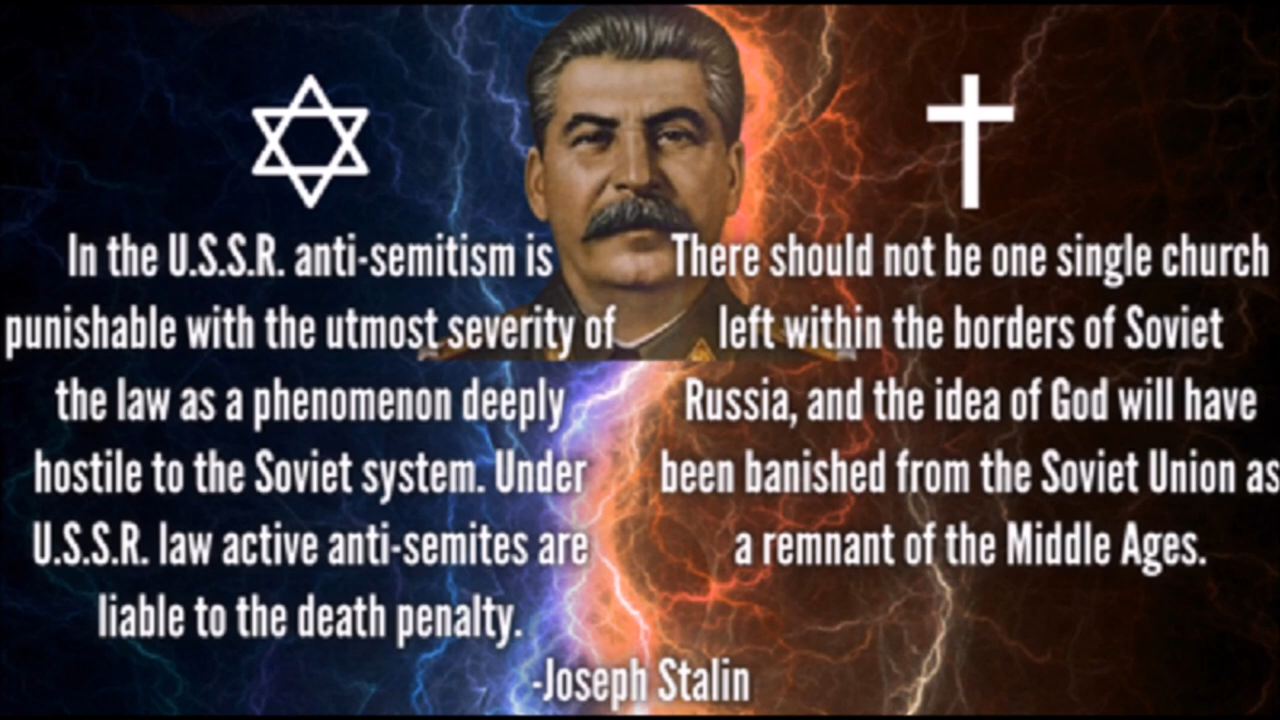 In the U.S.S.R. anti-semitism is
punishable with the utmost severity of
the law as a phenomenon deeply
hostile to the Soviet system. Under
U.S.S.R. law active anti-semites are
liable to the death penalty.
There should not be one single church
left within the borders of Soviet
Russia, and the idea of God will have
been banished from the Soviet Union as
a remnant of the Middle Ages.
-Joseph Stalin